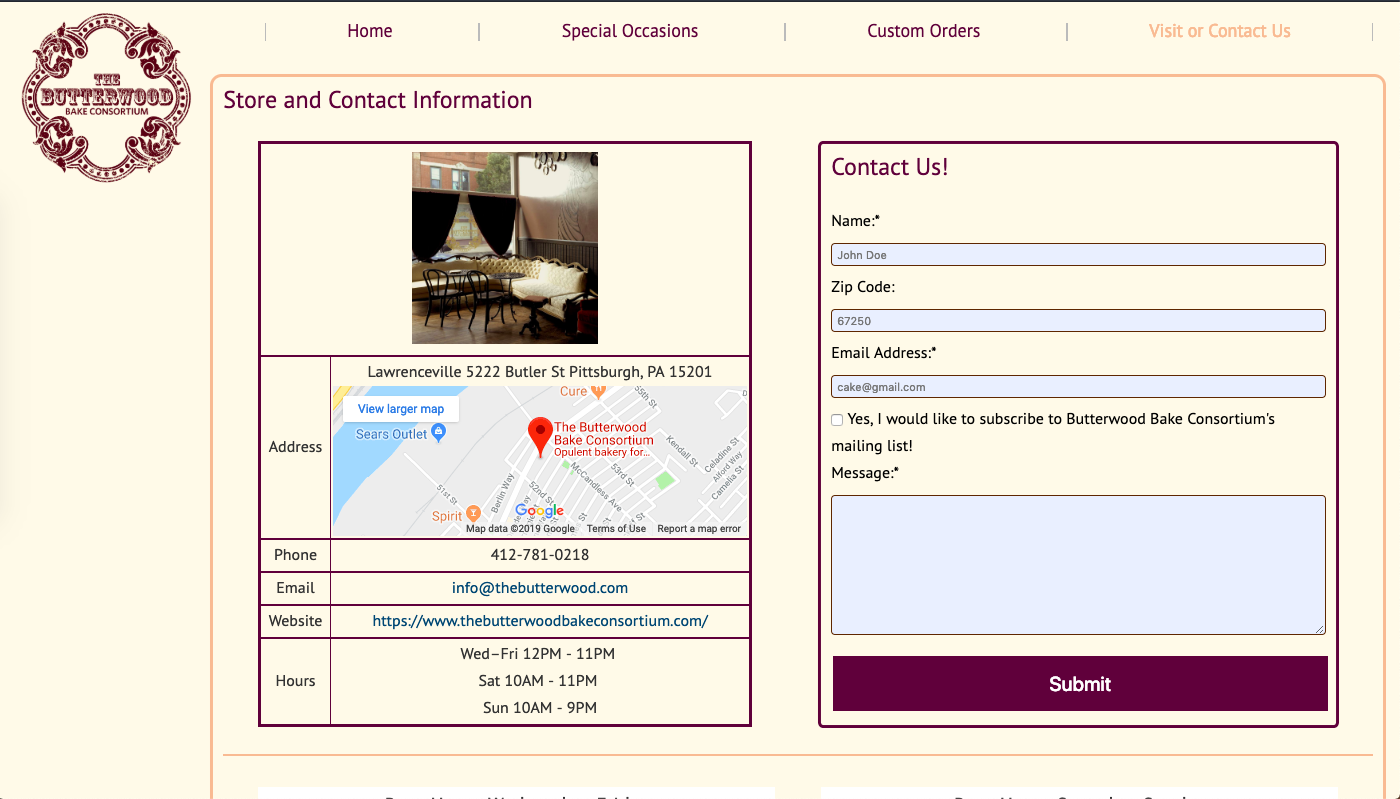 THE
BUTTERWOOD
BAKE CONSORTIUM
Home
Special Occasions
Custom Orders
Visit or Contact Us
Store and Contact Information
Address
Lawrenceville 5222 Butler St Pittsburgh, PA 15201
View larger map
Sears Outlet
Cure
55th St
The Butterwood
Bake Consortium
Opulent bakery for...
Kendall St
Celadine St
Alford Way
Camelia St
53rd St
McCandless Ave
52nd St
51st St
Berlin Way
Spirit
Google
Map data ©2019 Google
Terms of Use
Report a map error
Phone
412-781-0218
Email
info@thebutterwood.com
Website
https://www.thebutterwoodbakeconsortium.com/
Hours
Wed–Fri 12PM - 11PM
Sat 10AM - 11PM
Sun 10AM - 9PM
Contact Us!
Name:*
John Doe
Zip Code:
67250
Email Address:*
cake@gmail.com
Yes, I would like to subscribe to Butterwood Bake Consortium's
mailing list!
Message:*
Submit